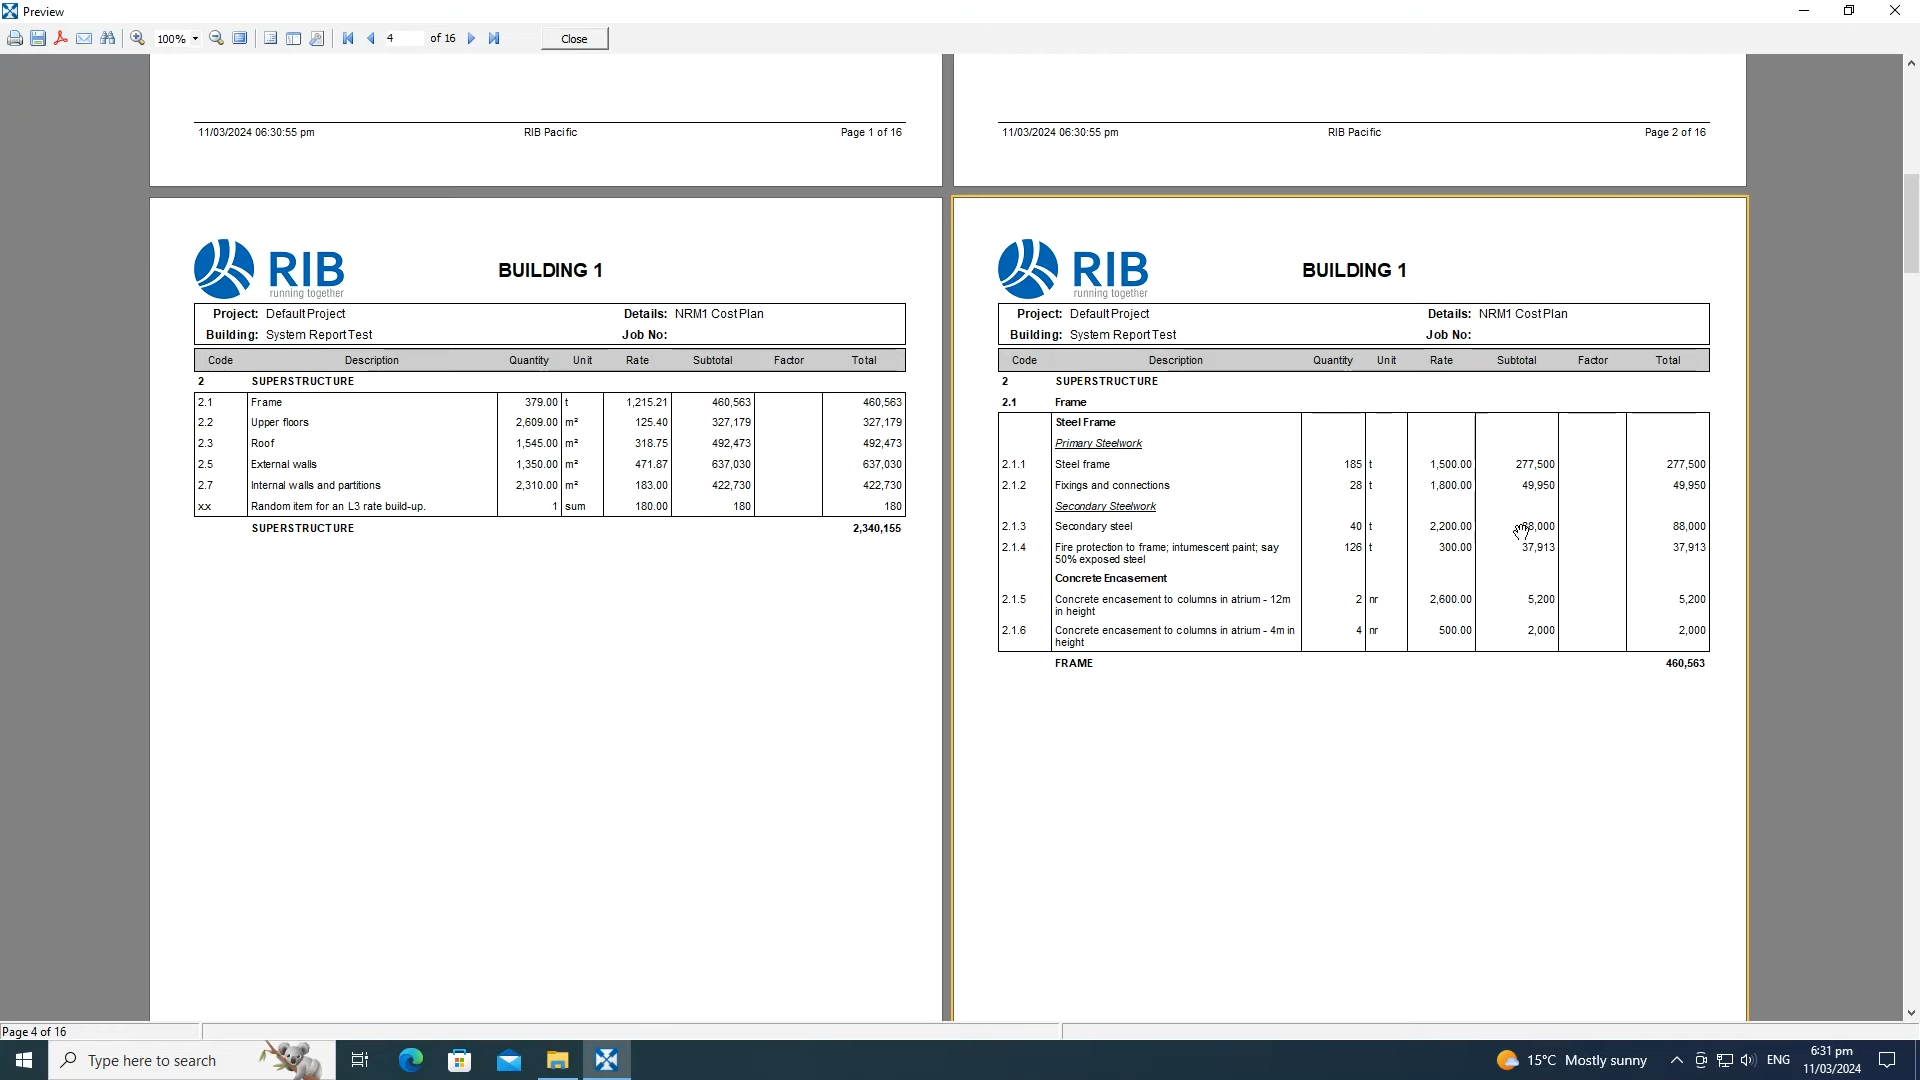 Preview
100% 4 of 16 Close
11/03/2024 06:30:55 pm RIB Pacific Page 1 of 16
11/03/2024 06:30:55 pm RIB Pacific Page 2 of 16
RIB
running together
BUILDING 1
Project: Default Project Details: NRM1 Cost Plan
Building: System Report Test Job No:
Code Description Quantity Unit Rate Subtotal Factor Total
2 SUPERSTRUCTURE
2.1 Frame 379.00 t 1,215.21 460,563 460,563
2.2 Upper floors 2,609.00 m² 125.40 327,179 327,179
2.3 Roof 1,545.00 m² 318.75 492,473 492,473
2.5 External walls 1,350.00 m² 471.87 637,030 637,030
2.7 Internal walls and partitions 2,310.00 m² 183.00 422,730 422,730
xx Random item for an L3 rate build-up. 1 sum 180.00 180 180
SUPERSTRUCTURE 2,340,155
RIB
running together
BUILDING 1
Project: Default Project Details: NRM1 Cost Plan
Building: System Report Test Job No:
Code Description Quantity Unit Rate Subtotal Factor Total
2 SUPERSTRUCTURE
2.1 Frame
Steel Frame
Primary Steelwork
2.1.1 Steel frame 185 t 1,500.00 277,500 277,500
2.1.2 Fixings and connections 28 t 1,800.00 49,950 49,950
Secondary Steelwork
2.1.3 Secondary steel 40 t 2,200.00 88,000 88,000
2.1.4 Fire protection to frame; intumescent paint; say 126 t 300.00 37,913 37,913
50% exposed steel
Concrete Encasement
2.1.5 Concrete encasement to columns in atrium - 12m 2 nr 2,600.00 5,200 5,200
in height
2.1.6 Concrete encasement to columns in atrium - 4m in 4 nr 500.00 2,000 2,000
height
FRAME 460,563
Page 4 of 16
Type here to search 15°C Mostly sunny ENG 6:31 pm
11/03/2024